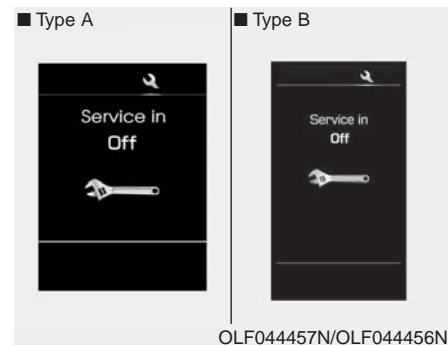 ■ Type A
■ Type B
Service in
Off
Service in
Off
OLF044457N/OLF044456N